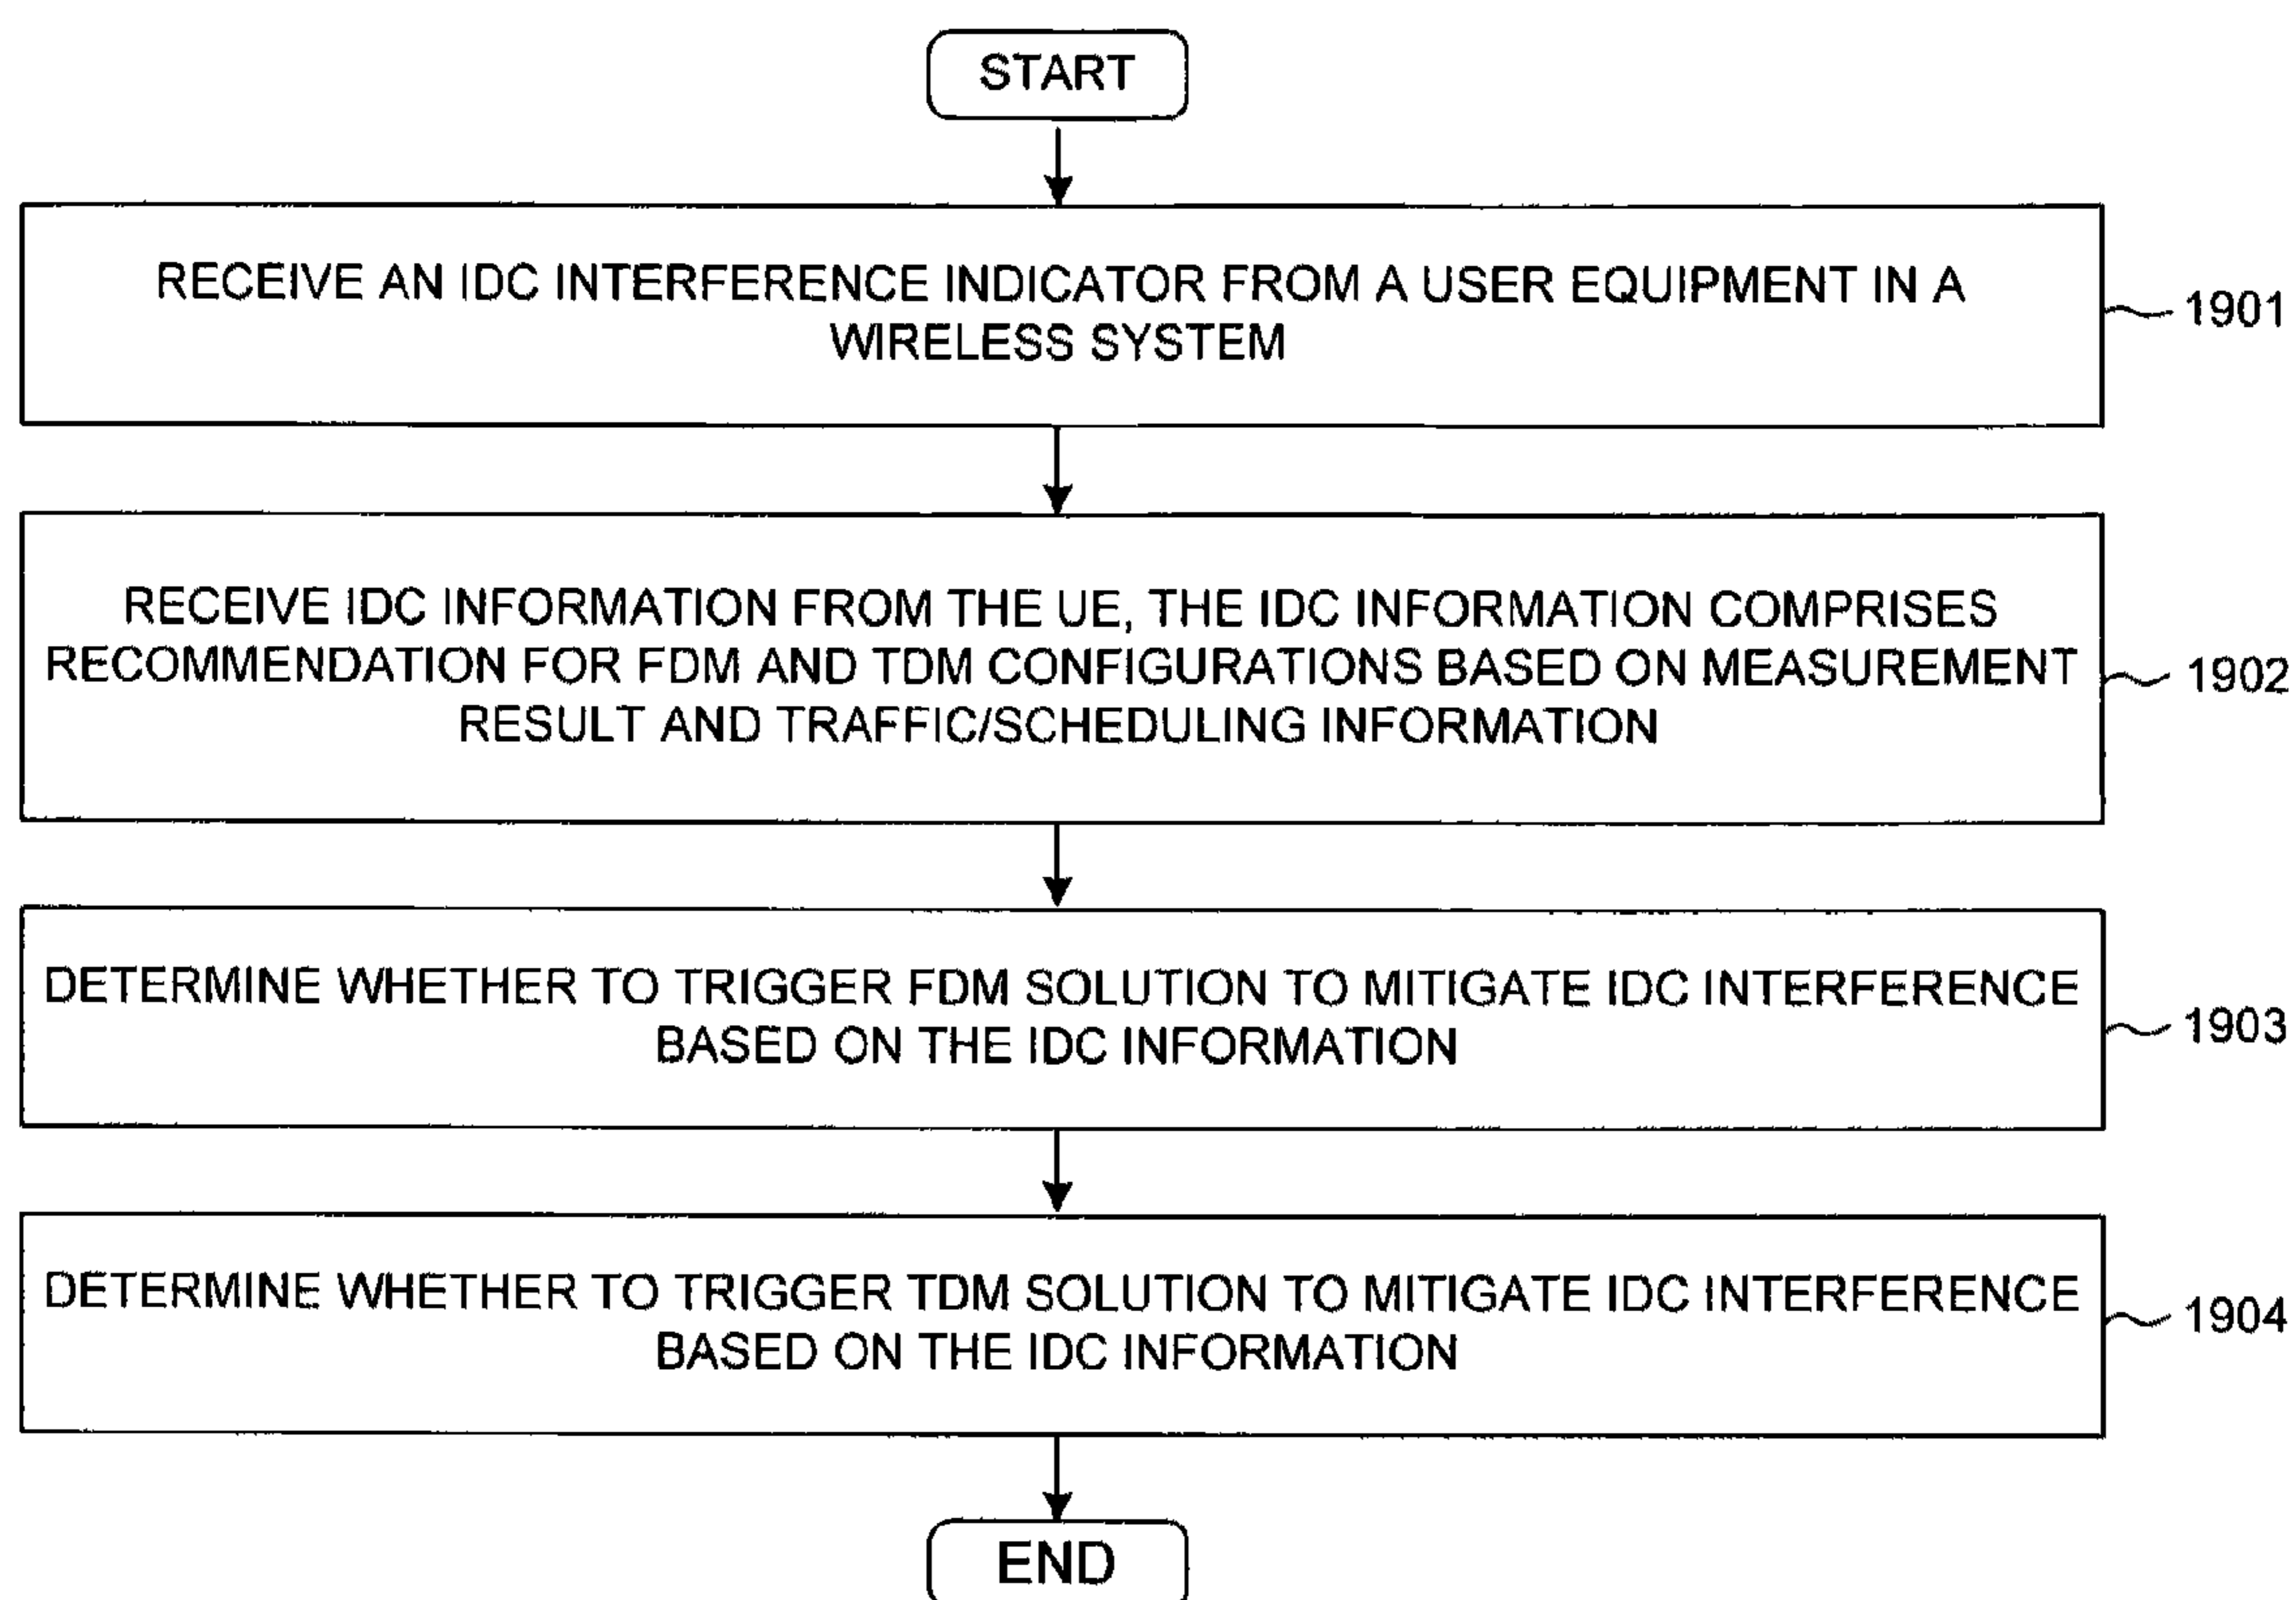 START
RECEIVE AN IDC INTERFERENCE INDICATOR FROM A USER EQUIPMENT IN A
WIRELESS SYSTEM
1901
RECEIVE IDC INFORMATION FROM THE UE, THE IDC INFORMATION COMPRISES
RECOMMENDATION FOR FDM AND TDM CONFIGURATIONS BASED ON MEASUREMENT
RESULT AND TRAFFIC/SCHEDULING INFORMATION
1902
DETERMINE WHETHER TO TRIGGER FDM SOLUTION TO MITIGATE IDC INTERFERENCE
BASED ON THE IDC INFORMATION
1903
DETERMINE WHETHER TO TRIGGER TDM SOLUTION TO MITIGATE IDC INTERFERENCE
BASED ON THE IDC INFORMATION
1904
END